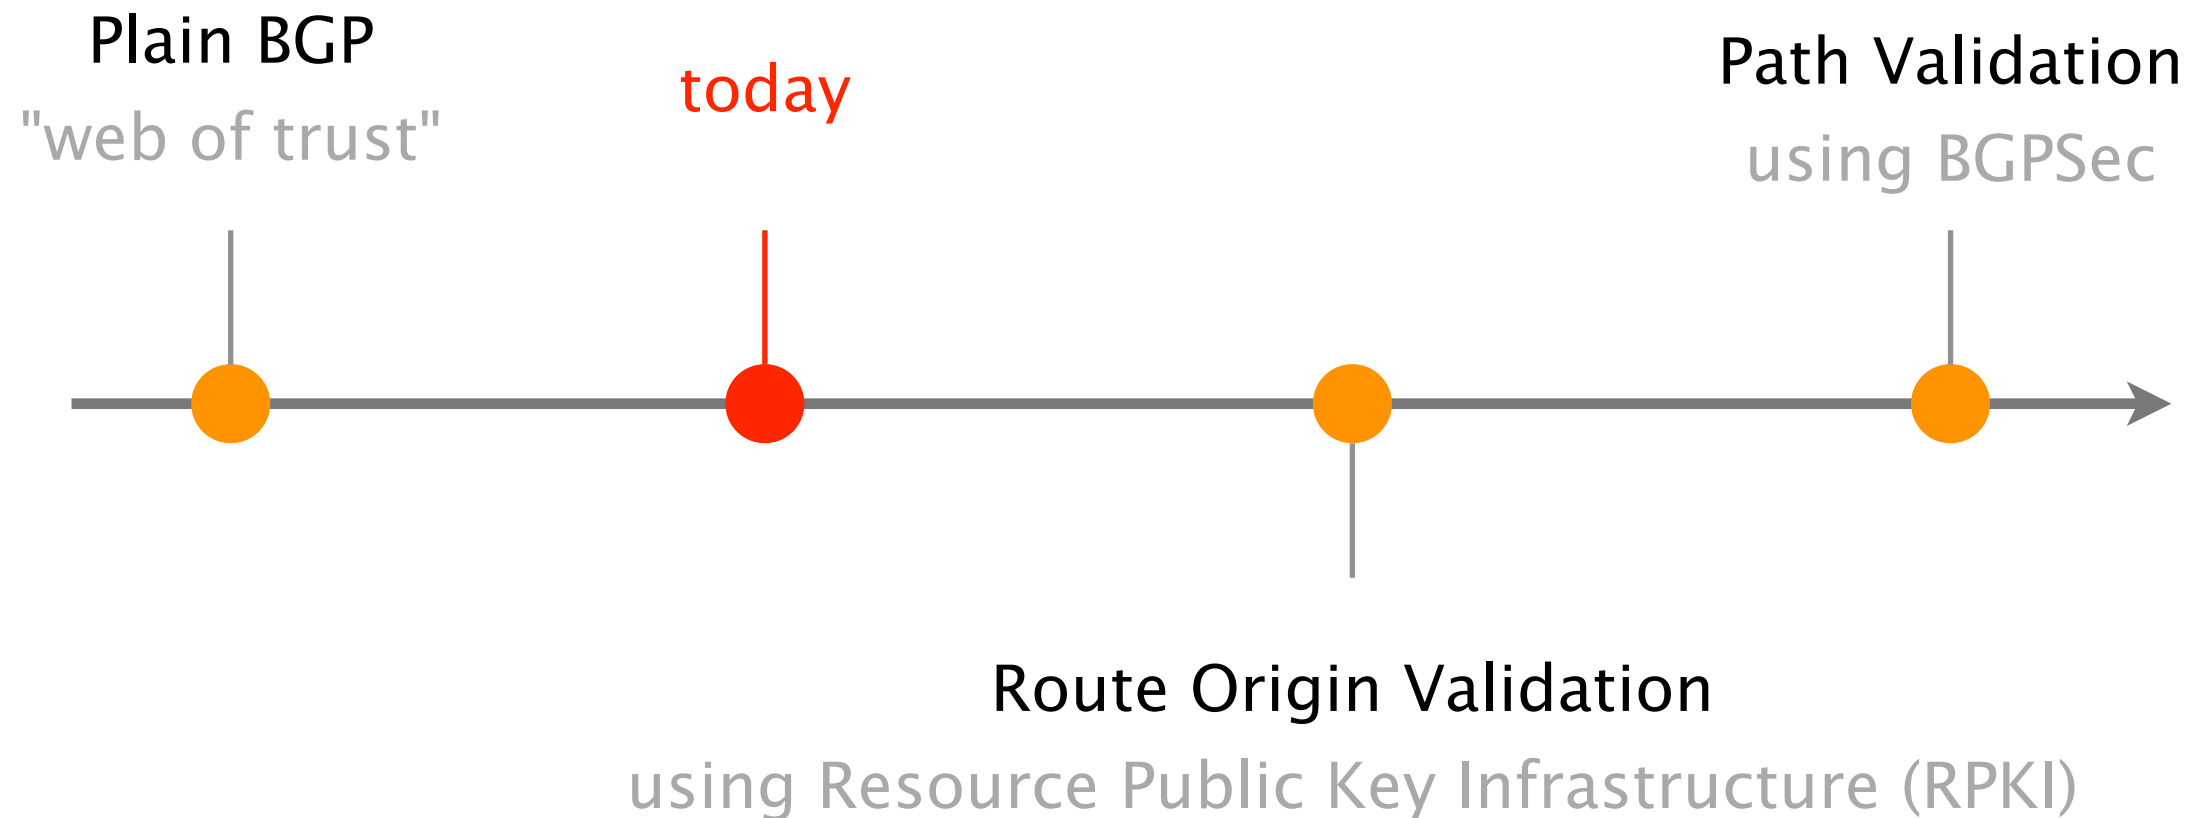 Plain BGP
"web of trust"
today
Path Validation
using BGPSec
Route Origin Validation
using Resource Public Key Infrastructure (RPKI)